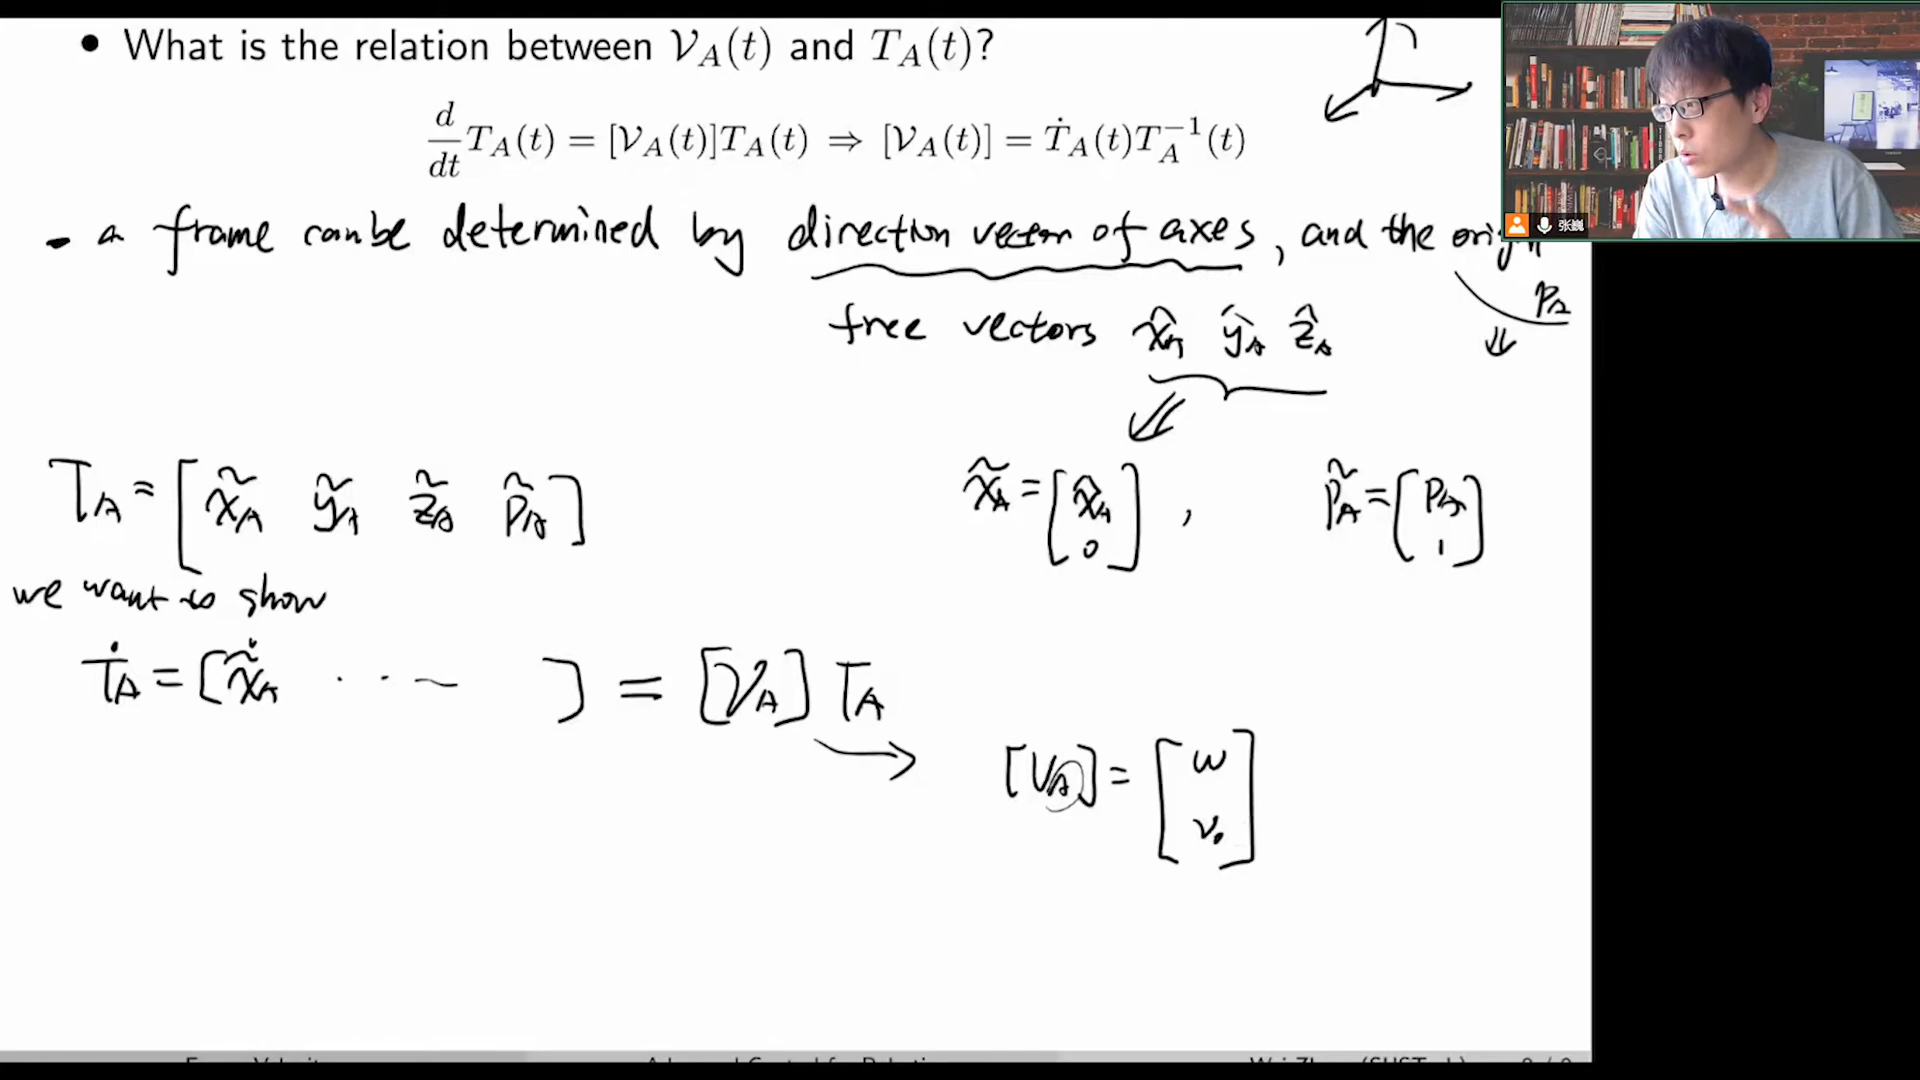 • What is the relation between 𝒱_A(t) and T_A(t)?
d/dt T_A(t) = [𝒱_A(t)]T_A(t) ⇒ [𝒱_A(t)] = Ṫ_A(t)T_A^{-1}(t)
- a frame can be determined by direction vector of axes, and the origin
p_A
free vectors x̂_A ŷ_A ẑ_A
T_A = [x̃_A ỹ_A z̃_A p̃_A]
x̃_A = [x̂_A 0], p̃_A = [p_A 1]
we want to show
Ṫ_A = [x̃̇_A ... ] = [𝒱_A] T_A
[V_A] = [ω v_o]
张巍